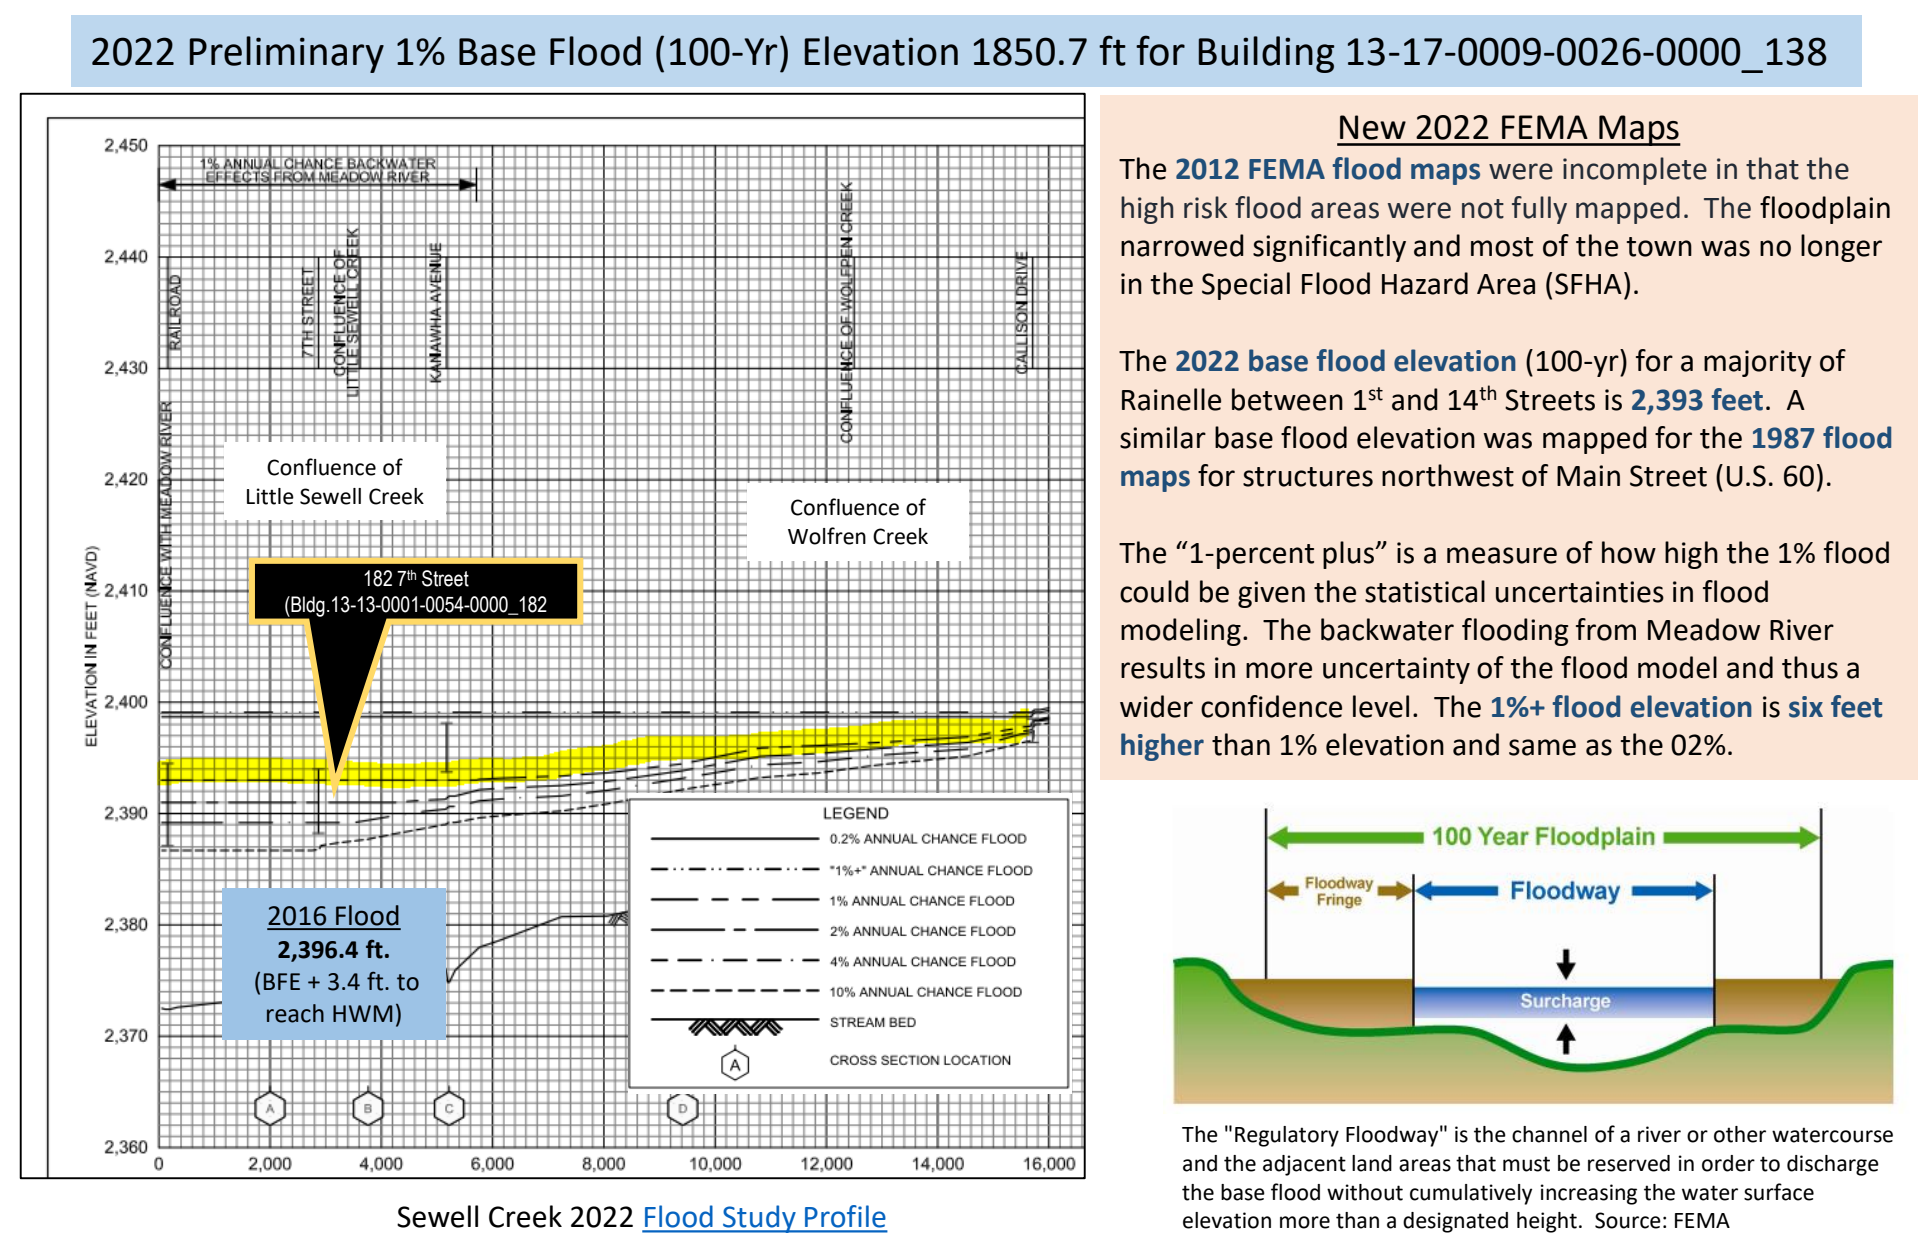 2022 Preliminary 1% Base Flood (100-Yr) Elevation 1850.7 ft for Building 13-17-0009-0026-0000_138
2,450
2,440
2,430
2,420
2,410
2,400
2,390
2,380
2,370
2,360
ELEVATION IN FEET (NAVD)
1% ANNUAL CHANCE BACKWATER
EFFECTS FROM MEADOW RIVER
CONFLUENCE WITH MEADOW RIVER
RAILROAD
7TH STREET
CONFLUENCE OF
LITTLE SEWELL CREEK
KANAWHA AVENUE
CONFLUENCE OF WOLFPEN CREEK
CALLISON DRIVE
Confluence of
Little Sewell Creek
Confluence of
Wolfren Creek
182 7th Street
(Bldg.13-13-0001-0054-0000_182
2016 Flood
2,396.4 ft.
(BFE + 3.4 ft. to
reach HWM)
LEGEND
0.2% ANNUAL CHANCE FLOOD
"1%+" ANNUAL CHANCE FLOOD
1% ANNUAL CHANCE FLOOD
2% ANNUAL CHANCE FLOOD
4% ANNUAL CHANCE FLOOD
10% ANNUAL CHANCE FLOOD
STREAM BED
A CROSS SECTION LOCATION
A B C D
0 2,000 4,000 6,000 8,000 10,000 12,000 14,000 16,000
Sewell Creek 2022 Flood Study Profile
New 2022 FEMA Maps
The 2012 FEMA flood maps were incomplete in that the
high risk flood areas were not fully mapped. The floodplain
narrowed significantly and most of the town was no longer
in the Special Flood Hazard Area (SFHA).
The 2022 base flood elevation (100-yr) for a majority of
Rainelle between 1st and 14th Streets is 2,393 feet. A
similar base flood elevation was mapped for the 1987 flood
maps for structures northwest of Main Street (U.S. 60).
The “1-percent plus” is a measure of how high the 1% flood
could be given the statistical uncertainties in flood
modeling. The backwater flooding from Meadow River
results in more uncertainty of the flood model and thus a
wider confidence level. The 1%+ flood elevation is six feet
higher than 1% elevation and same as the 02%.
100 Year Floodplain
Floodway
Fringe
Floodway
Surcharge
The "Regulatory Floodway" is the channel of a river or other watercourse
and the adjacent land areas that must be reserved in order to discharge
the base flood without cumulatively increasing the water surface
elevation more than a designated height. Source: FEMA